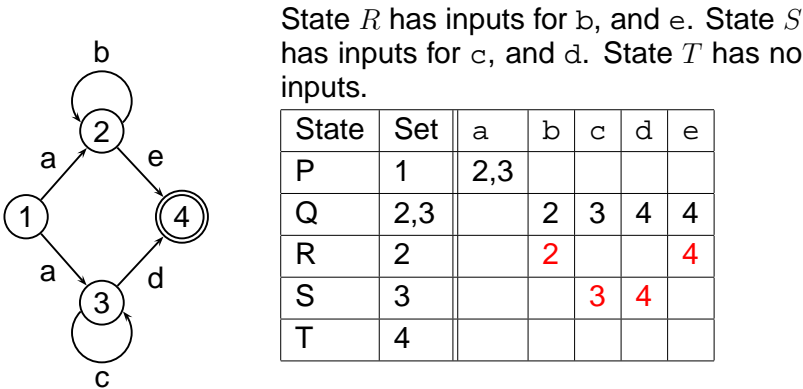 State R has inputs for b, and e. State S
has inputs for c, and d. State T has no
inputs.
b
2
a
e
1
4
a
d
3
c
State Set a b c d e
P 1 2,3
Q 2,3 2 3 4 4
R 2 2 4
S 3 3 4
T 4